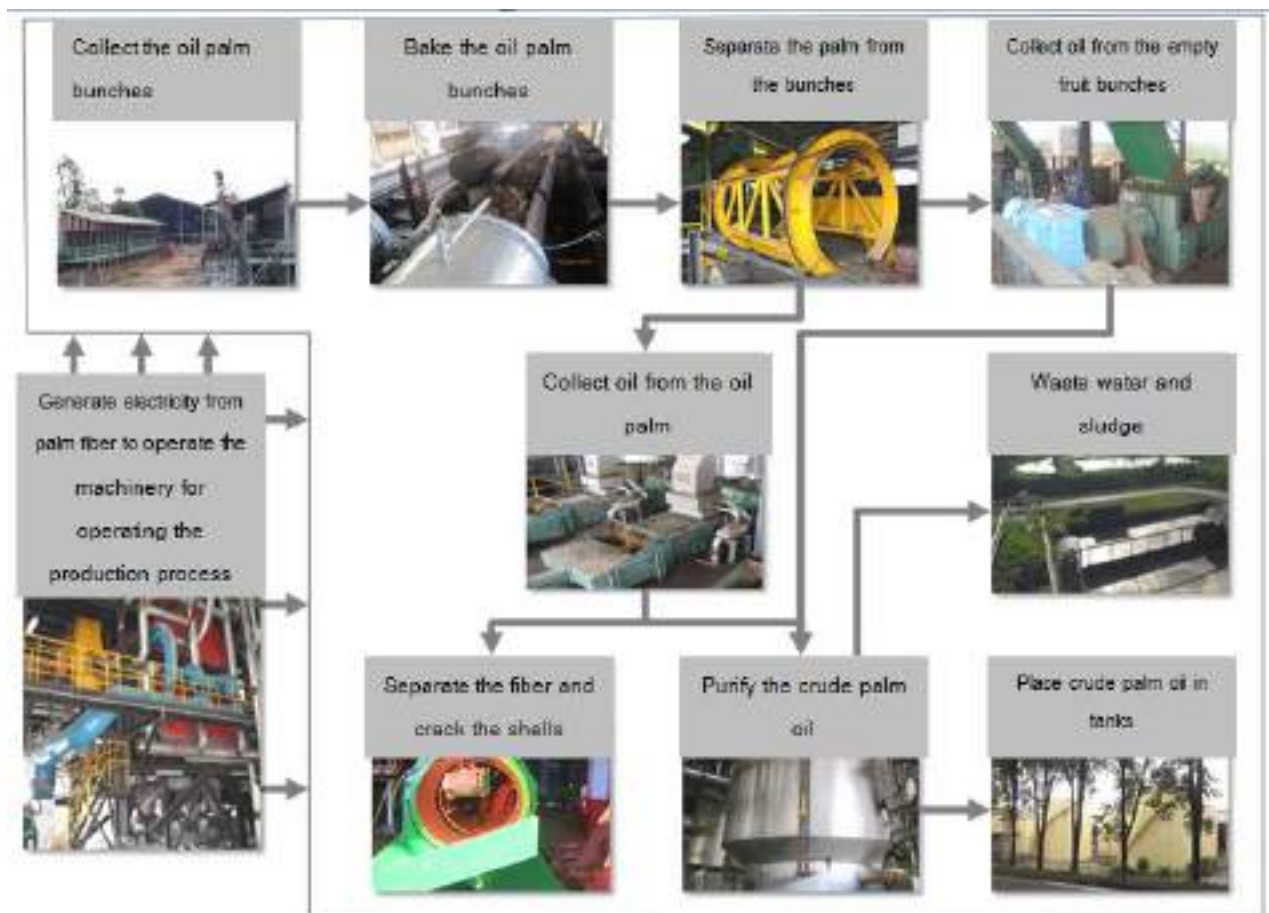 Collect the oil palm
bunches
Bake the oil palm
bunches
Separate the palm from
the bunches
Collect oil from the empty
fruit bunches
Collect oil from the oil
palm
Waste water and
sludge
Generate electricity from
palm fiber to operate the
machinery for
operating the
production process
Separate the fiber and
crack the shells
Purify the crude palm
oil
Place crude palm oil in
tanks